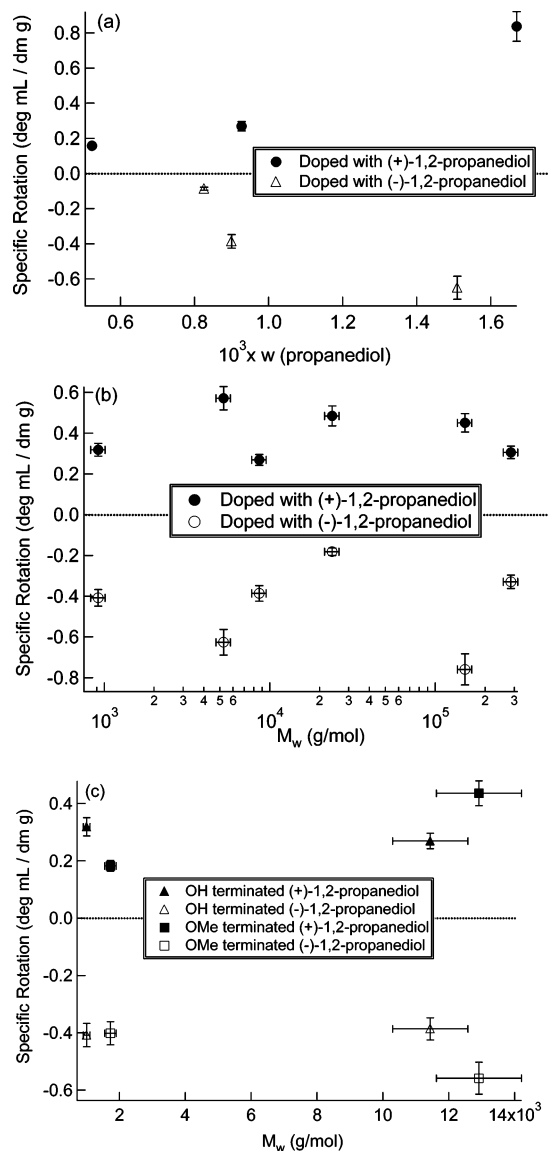 (a)
Specific Rotation (deg mL / dm g)
0.8
0.6
0.4
0.2
0.0
-0.2
-0.4
-0.6
Doped with (+)-1,2-propanediol
Doped with (-)-1,2-propanediol
0.6 0.8 1.0 1.2 1.4 1.6
10³x w (propanediol)
(b)
Specific Rotation (deg mL / dm g)
0.6
0.4
0.2
0.0
-0.2
-0.4
-0.6
-0.8
Doped with (+)-1,2-propanediol
Doped with (-)-1,2-propanediol
10³ 2 3 4 5 6 10⁴ 2 3 4 5 6 10⁵ 2 3
Mw (g/mol)
(c)
Specific Rotation (deg mL / dm g)
0.4
0.2
0.0
-0.2
-0.4
-0.6
OH terminated (+)-1,2-propanediol
OH terminated (-)-1,2-propanediol
OMe terminated (+)-1,2-propanediol
OMe terminated (-)-1,2-propanediol
2 4 6 8 10 12 14x10³
Mw (g/mol)